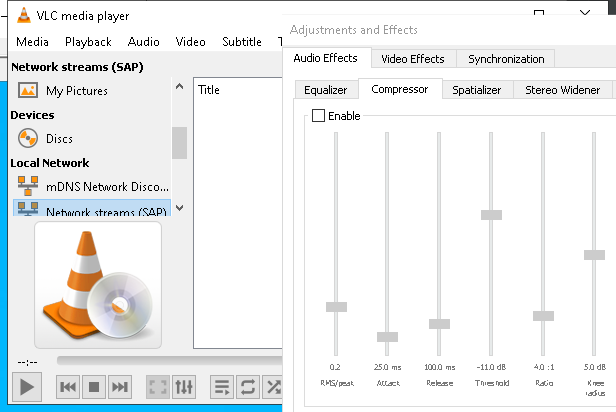 VLC media player
Media Playback Audio Video Subtitle
Network streams (SAP)
My Pictures
Devices
Discs
Local Network
mDNS Network Disco...
Network streams (SAP)
Title
--:--
Adjustments and Effects
Audio Effects Video Effects Synchronization
Equalizer Compressor Spatializer Stereo Widener
Enable
0.2 25.0 ms 100.0 ms -11.0 dB 4.0 :1 5.0 dB
RMS/peak Attack Release Threshold Ratio Knee
radius